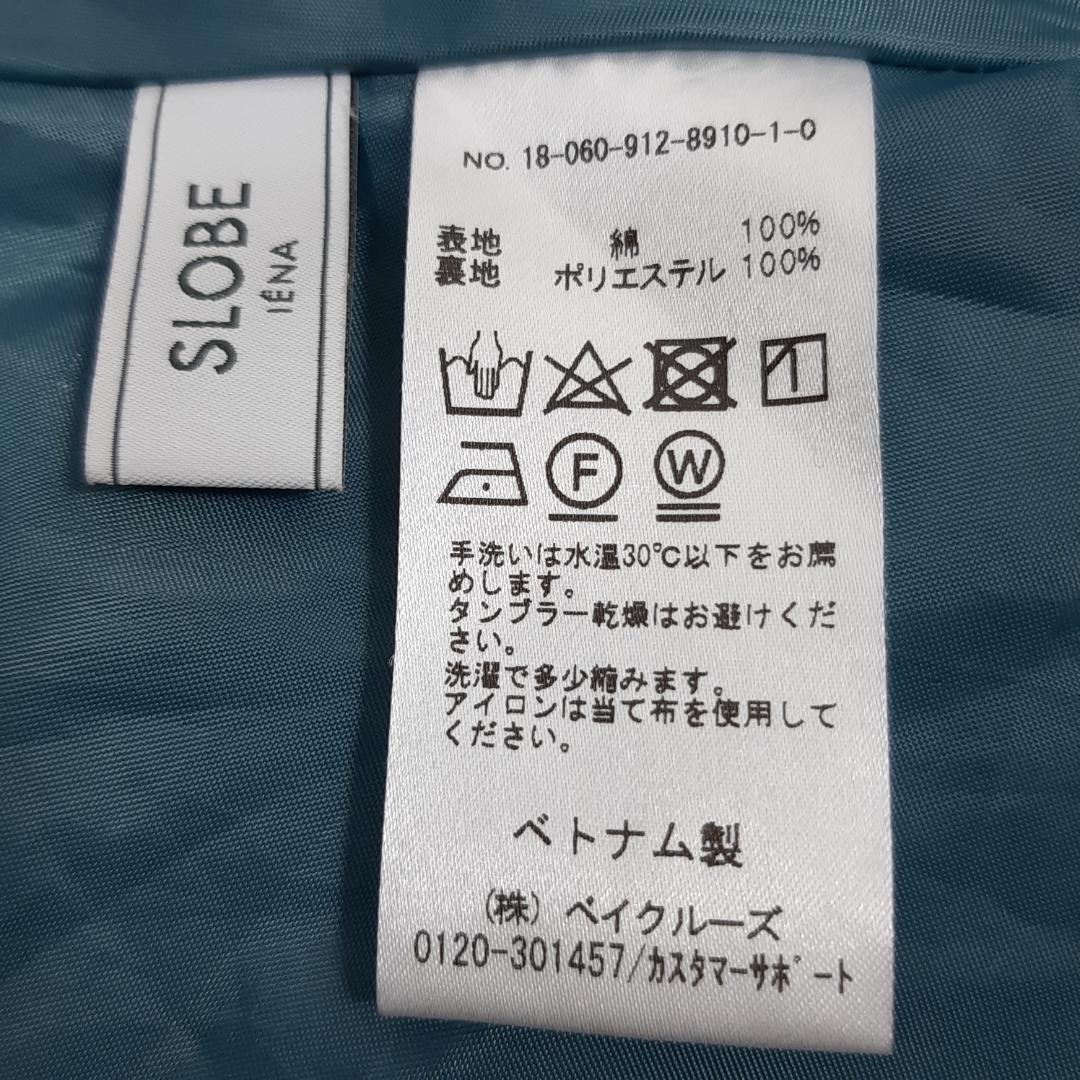 SLOBE
IÉNA
NO. 18-060-912-8910-1-0
表地 綿 100%
裏地 ポリエステル 100%
F W
手洗いは水温30℃以下をお薦
めします。
タンブラー乾燥はお避けくだ
さい。
洗濯で多少縮みます。
アイロンは当て布を使用して
ください。
ベトナム製
(株) ベイクルーズ
0120-301457/カスタマーサポート